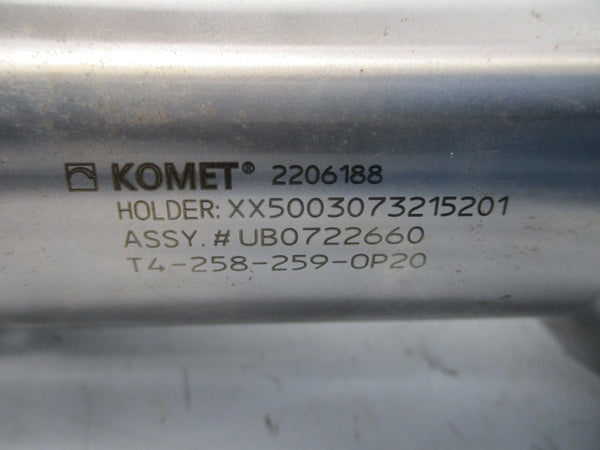 KOMET® 2206188
HOLDER: XX5003073215201
ASSY. # UB0722660
T4-258-259-OP20